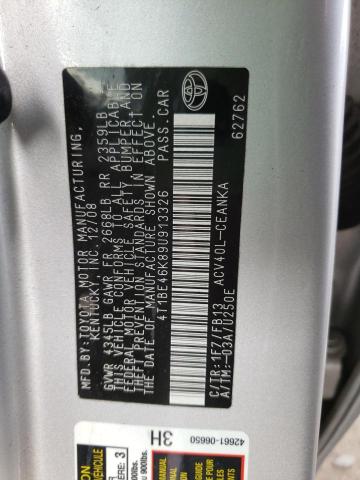 MFD. BY:TOYOTA MOTOR MANUFACTURING,
KENTUCKY, INC. 12/08
GVWR 4345LB GAWR FR 2668LB RR 2359LB
THIS VEHICLE CONFORMS TO ALL APPLICABLE
FEDERAL MOTOR VEHICLE SAFETY, BUMPER, AND
THEFT PREVENTION STANDARDS IN EFFECT ON
THE DATE OF MANUFACTURE SHOWN ABOVE.
4T1BE46K89U913326 PASS.CAR
C/TR:1F7/FB13 ACV40L-CEANKA
A/TM:-03A/U250E
62762
42661-06650
3H